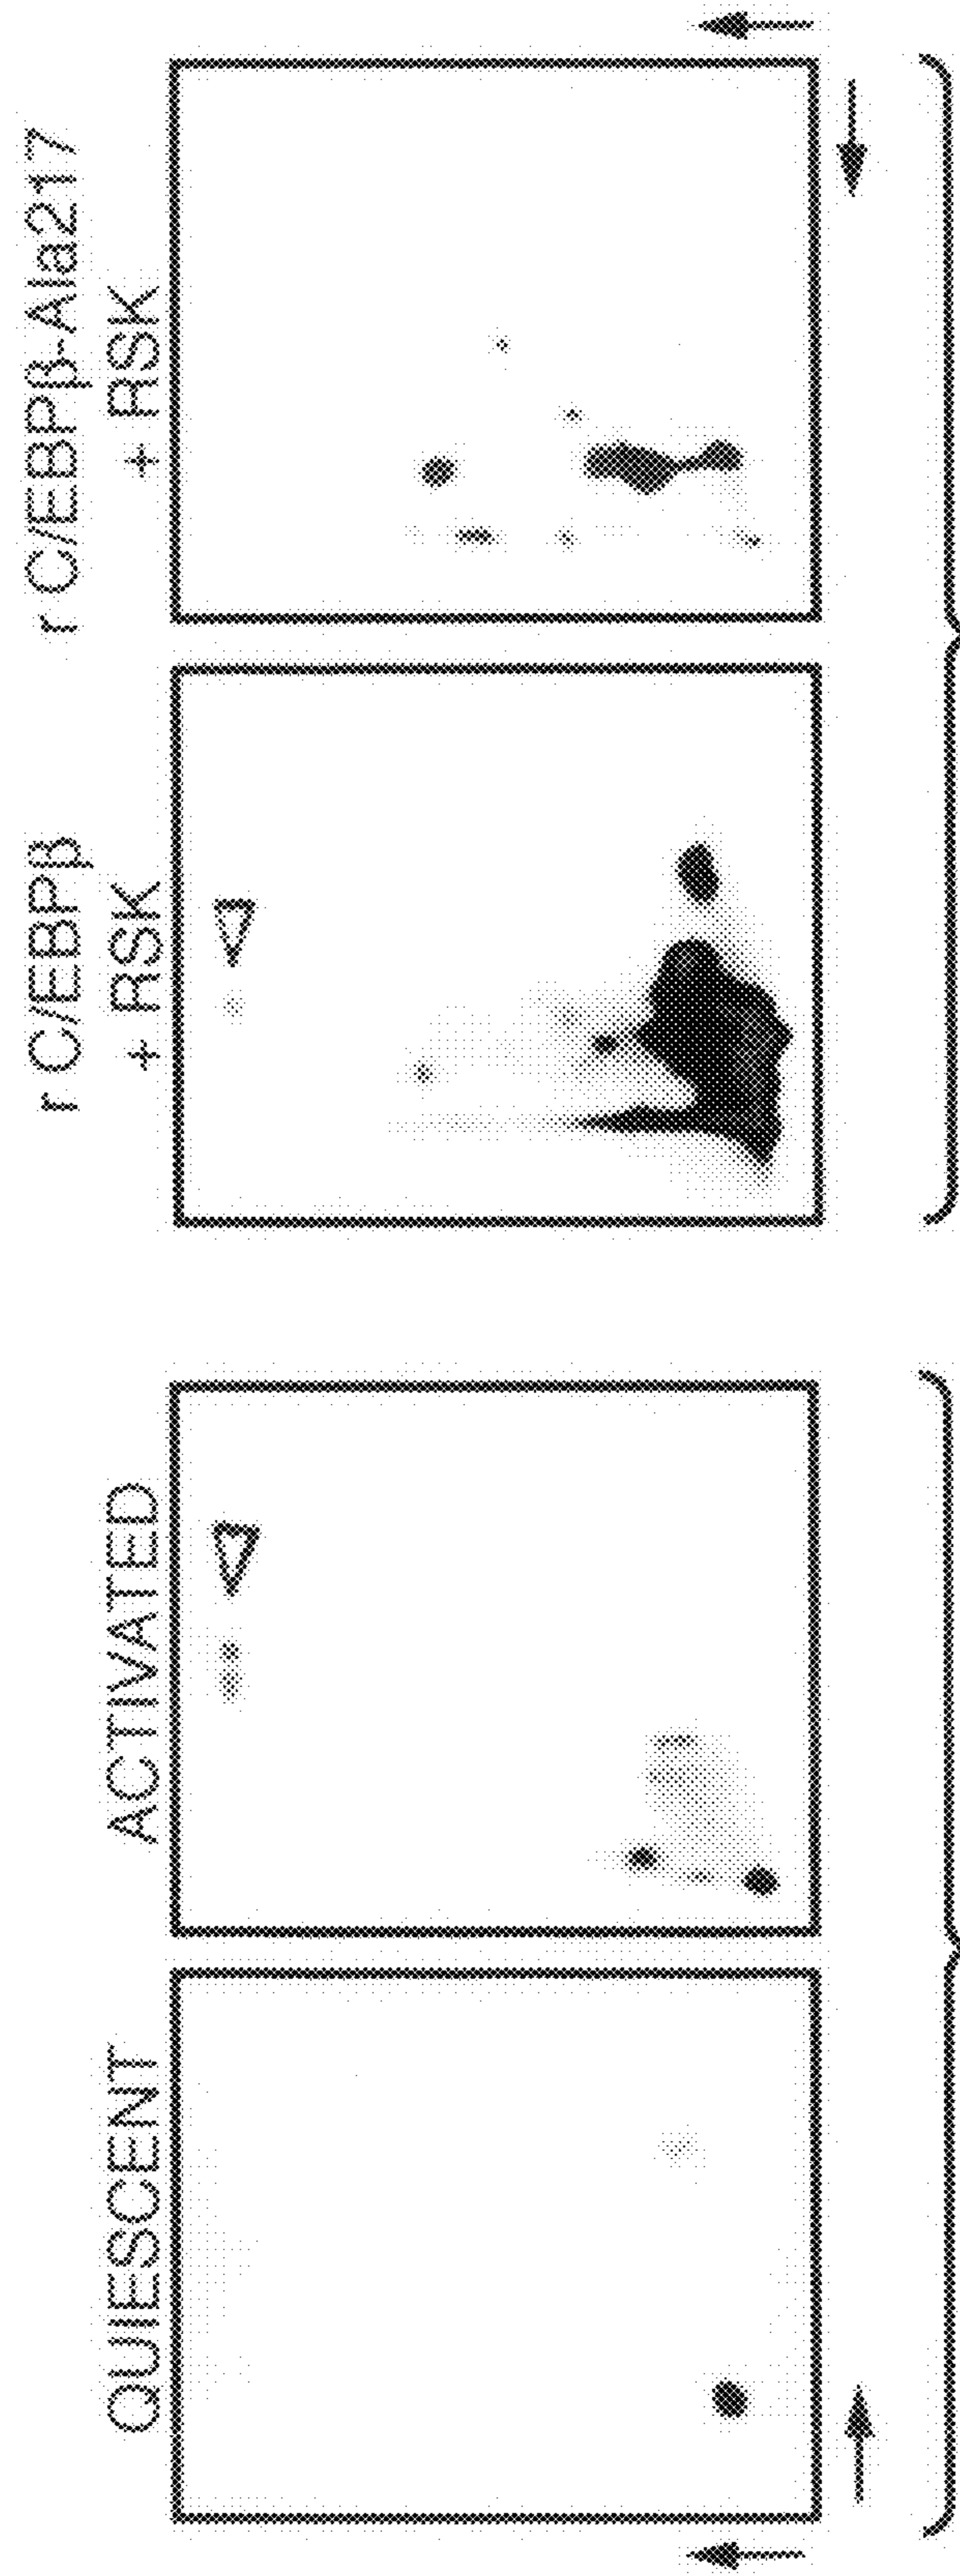 QUIESCENT
ACTIVATED
r C/EBPβ
+ RSK
r C/EBPβ-Ala217
+ RSK